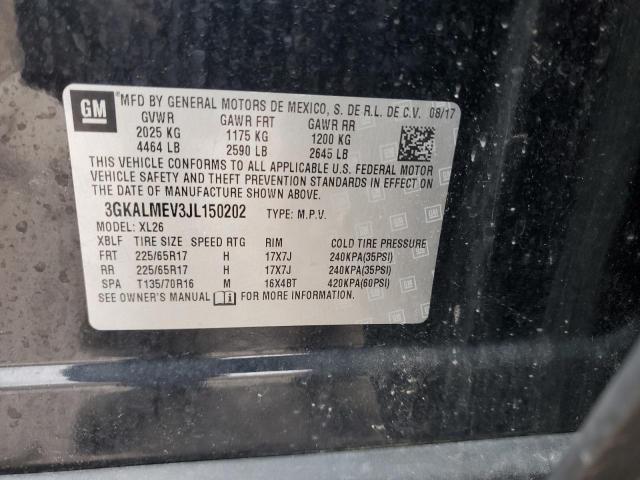 GM
MFD BY GENERAL MOTORS DE MEXICO, S. DE R.L. DE C.V. 08/17
GVWR GAWR FRT GAWR RR
2025 KG 1175 KG 1200 KG
4464 LB 2590 LB 2645 LB
THIS VEHICLE CONFORMS TO ALL APPLICABLE U.S. FEDERAL MOTOR
VEHICLE SAFETY AND THEFT PREVENTION STANDARDS IN EFFECT ON
THE DATE OF MANUFACTURE SHOWN ABOVE.
3GKALMEV3JL150202 TYPE: M.P.V.
MODEL: XL26
XBLF TIRE SIZE SPEED RTG RIM COLD TIRE PRESSURE
FRT 225/65R17 H 17X7J 240KPA(35PSI)
RR 225/65R17 H 17X7J 240KPA(35PSI)
SPA T135/70R16 M 16X4BT 420KPA(60PSI)
SEE OWNER'S MANUAL FOR MORE INFORMATION.